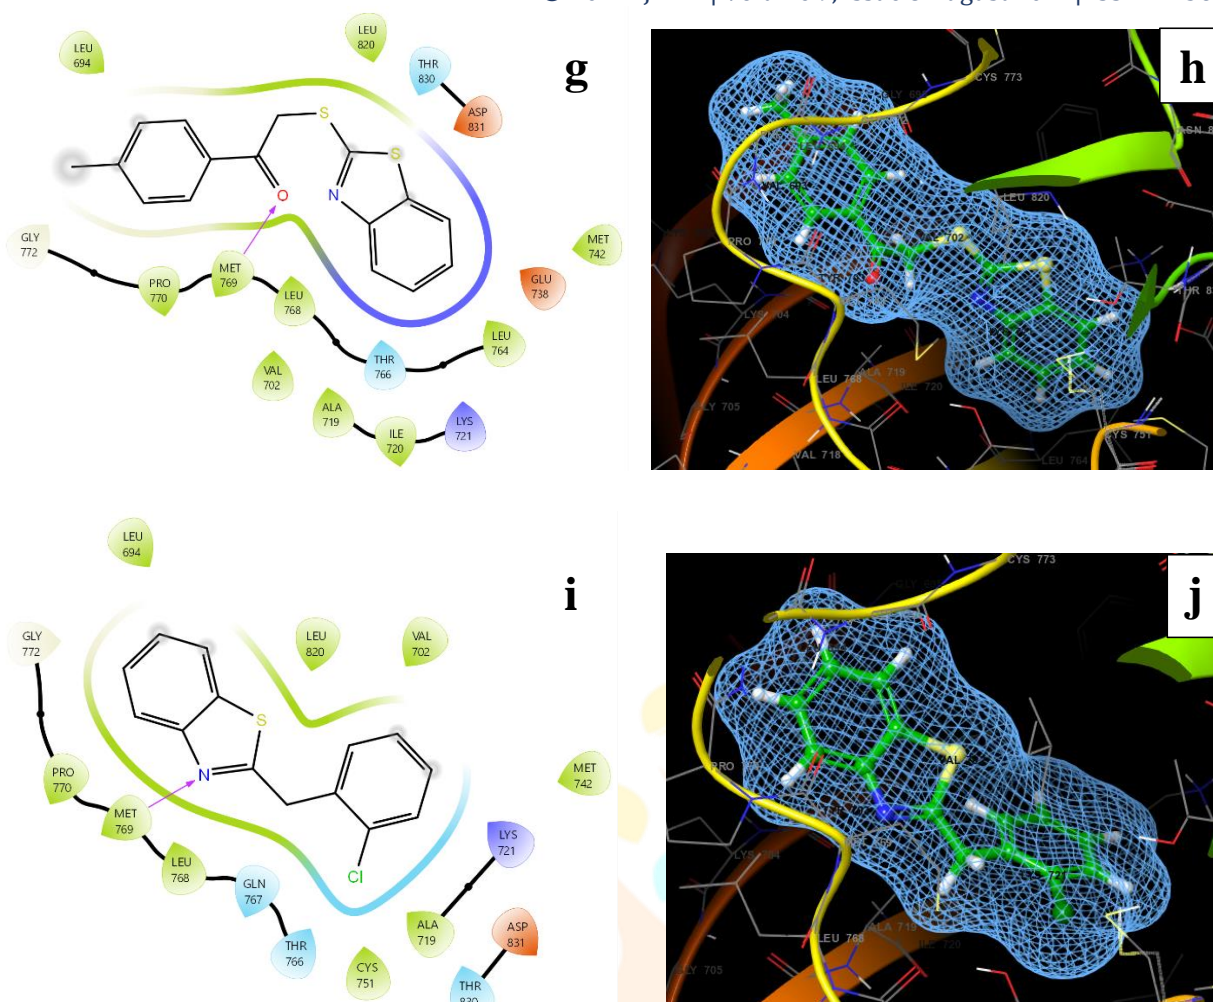 LEU
694
LEU
820
THR
830
ASP
831
g
S
S
N
O
GLY
772
PRO
770
MET
769
LEU
768
VAL
702
ALA
719
ILE
720
THR
766
LYS
721
LEU
764
GLU
738
MET
742
h
CYS 773
LEU 820
PRO
LYS 704
LEU 768
ALA 719
ILE 720
GLY 705
VAL 718
LEU 764
CYS 751
LEU
694
i
GLY
772
LEU
820
VAL
702
S
N
Cl
PRO
770
MET
769
LEU
768
GLN
767
THR
766
CYS
751
ALA
719
LYS
721
ASP
831
THR
830
MET
742
j
CYS 773
PRO
VAL
LEU 768
ALA 719
GLY 705